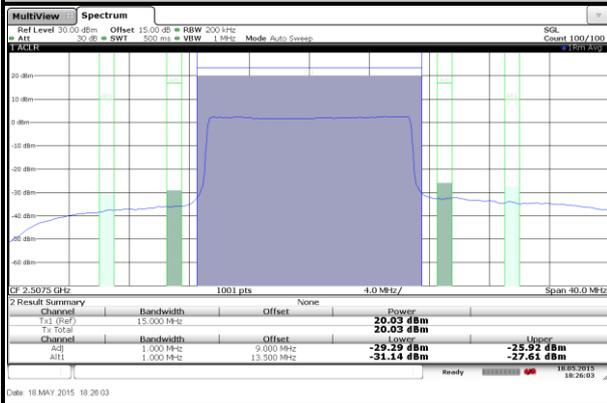 MultiView Spectrum
Ref Level 30.00 dBm Offset 15.00 dB RBW 200 kHz SGL
Att 30 dB SWT 500 ms VBW 1 MHz Mode Auto Sweep Count 100/100
1 ACLR 1Rm Avg
20 dBm
10 dBm
0 dBm
-10 dBm
-20 dBm
-30 dBm
-40 dBm
-50 dBm
-60 dBm
CF 2.5075 GHz 1001 pts 4.0 MHz/ Span 40.0 MHz
2 Result Summary None
Channel Bandwidth Offset Power
Tx1 (Ref) 15.000 MHz 20.03 dBm
Tx Total 20.03 dBm
Channel Bandwidth Offset Lower Upper
Adj 1.000 MHz 9.000 MHz -29.29 dBm -25.92 dBm
Alt1 1.000 MHz 13.500 MHz -31.14 dBm -27.61 dBm
Ready 18.05.2015
18:26:03
Date: 18.MAY.2015 18:26:03